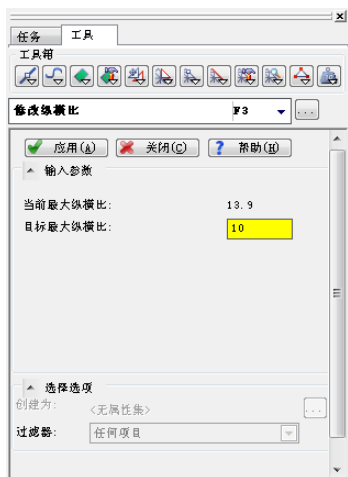 任务 工具
工具箱
修改纵横比 F3 ...
应用(A) 关闭(C) ? 帮助(H)
输入参数
当前最大纵横比: 13.9
目标最大纵横比: 10
选择选项
创建为: <无属性集> ...
过滤器: 任何项目